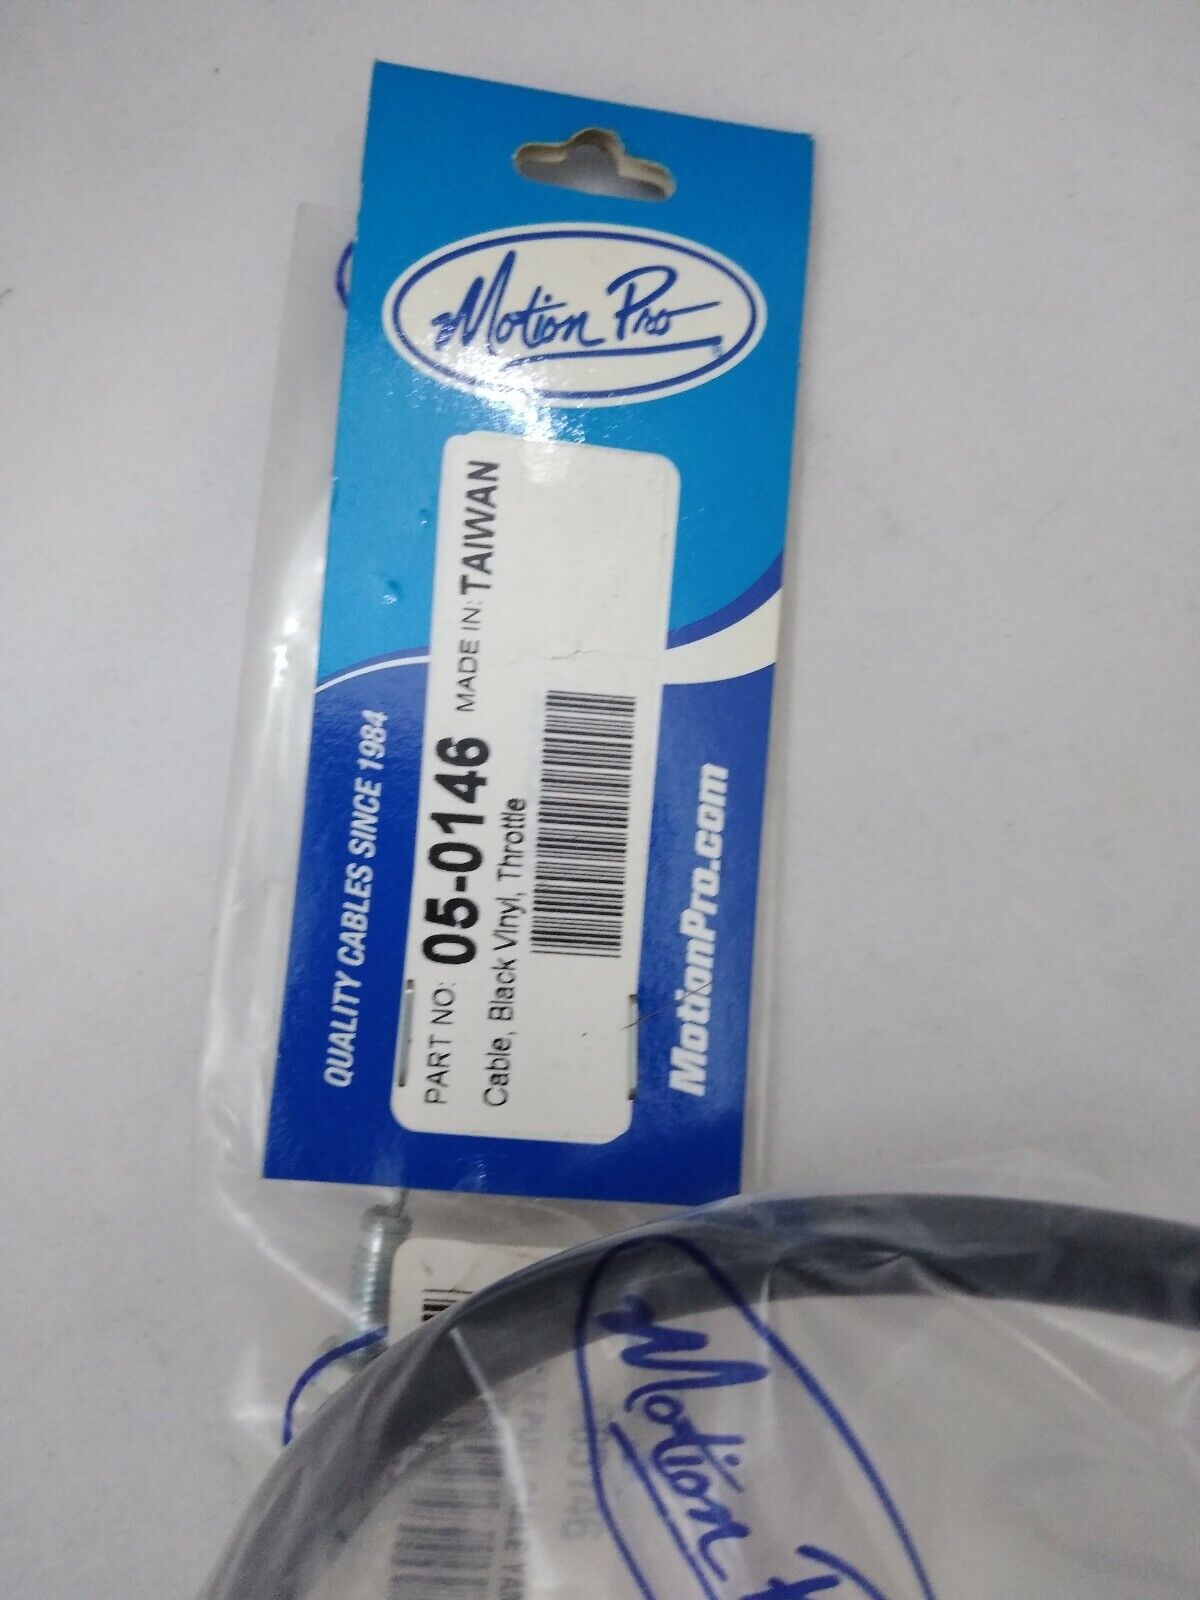 Motion Pro
PART NO: 05-0146 MADE IN: TAIWAN
Cable, Black Vinyl, Throttle
QUALITY CABLES SINCE 1984
MotionPro.com
Motion